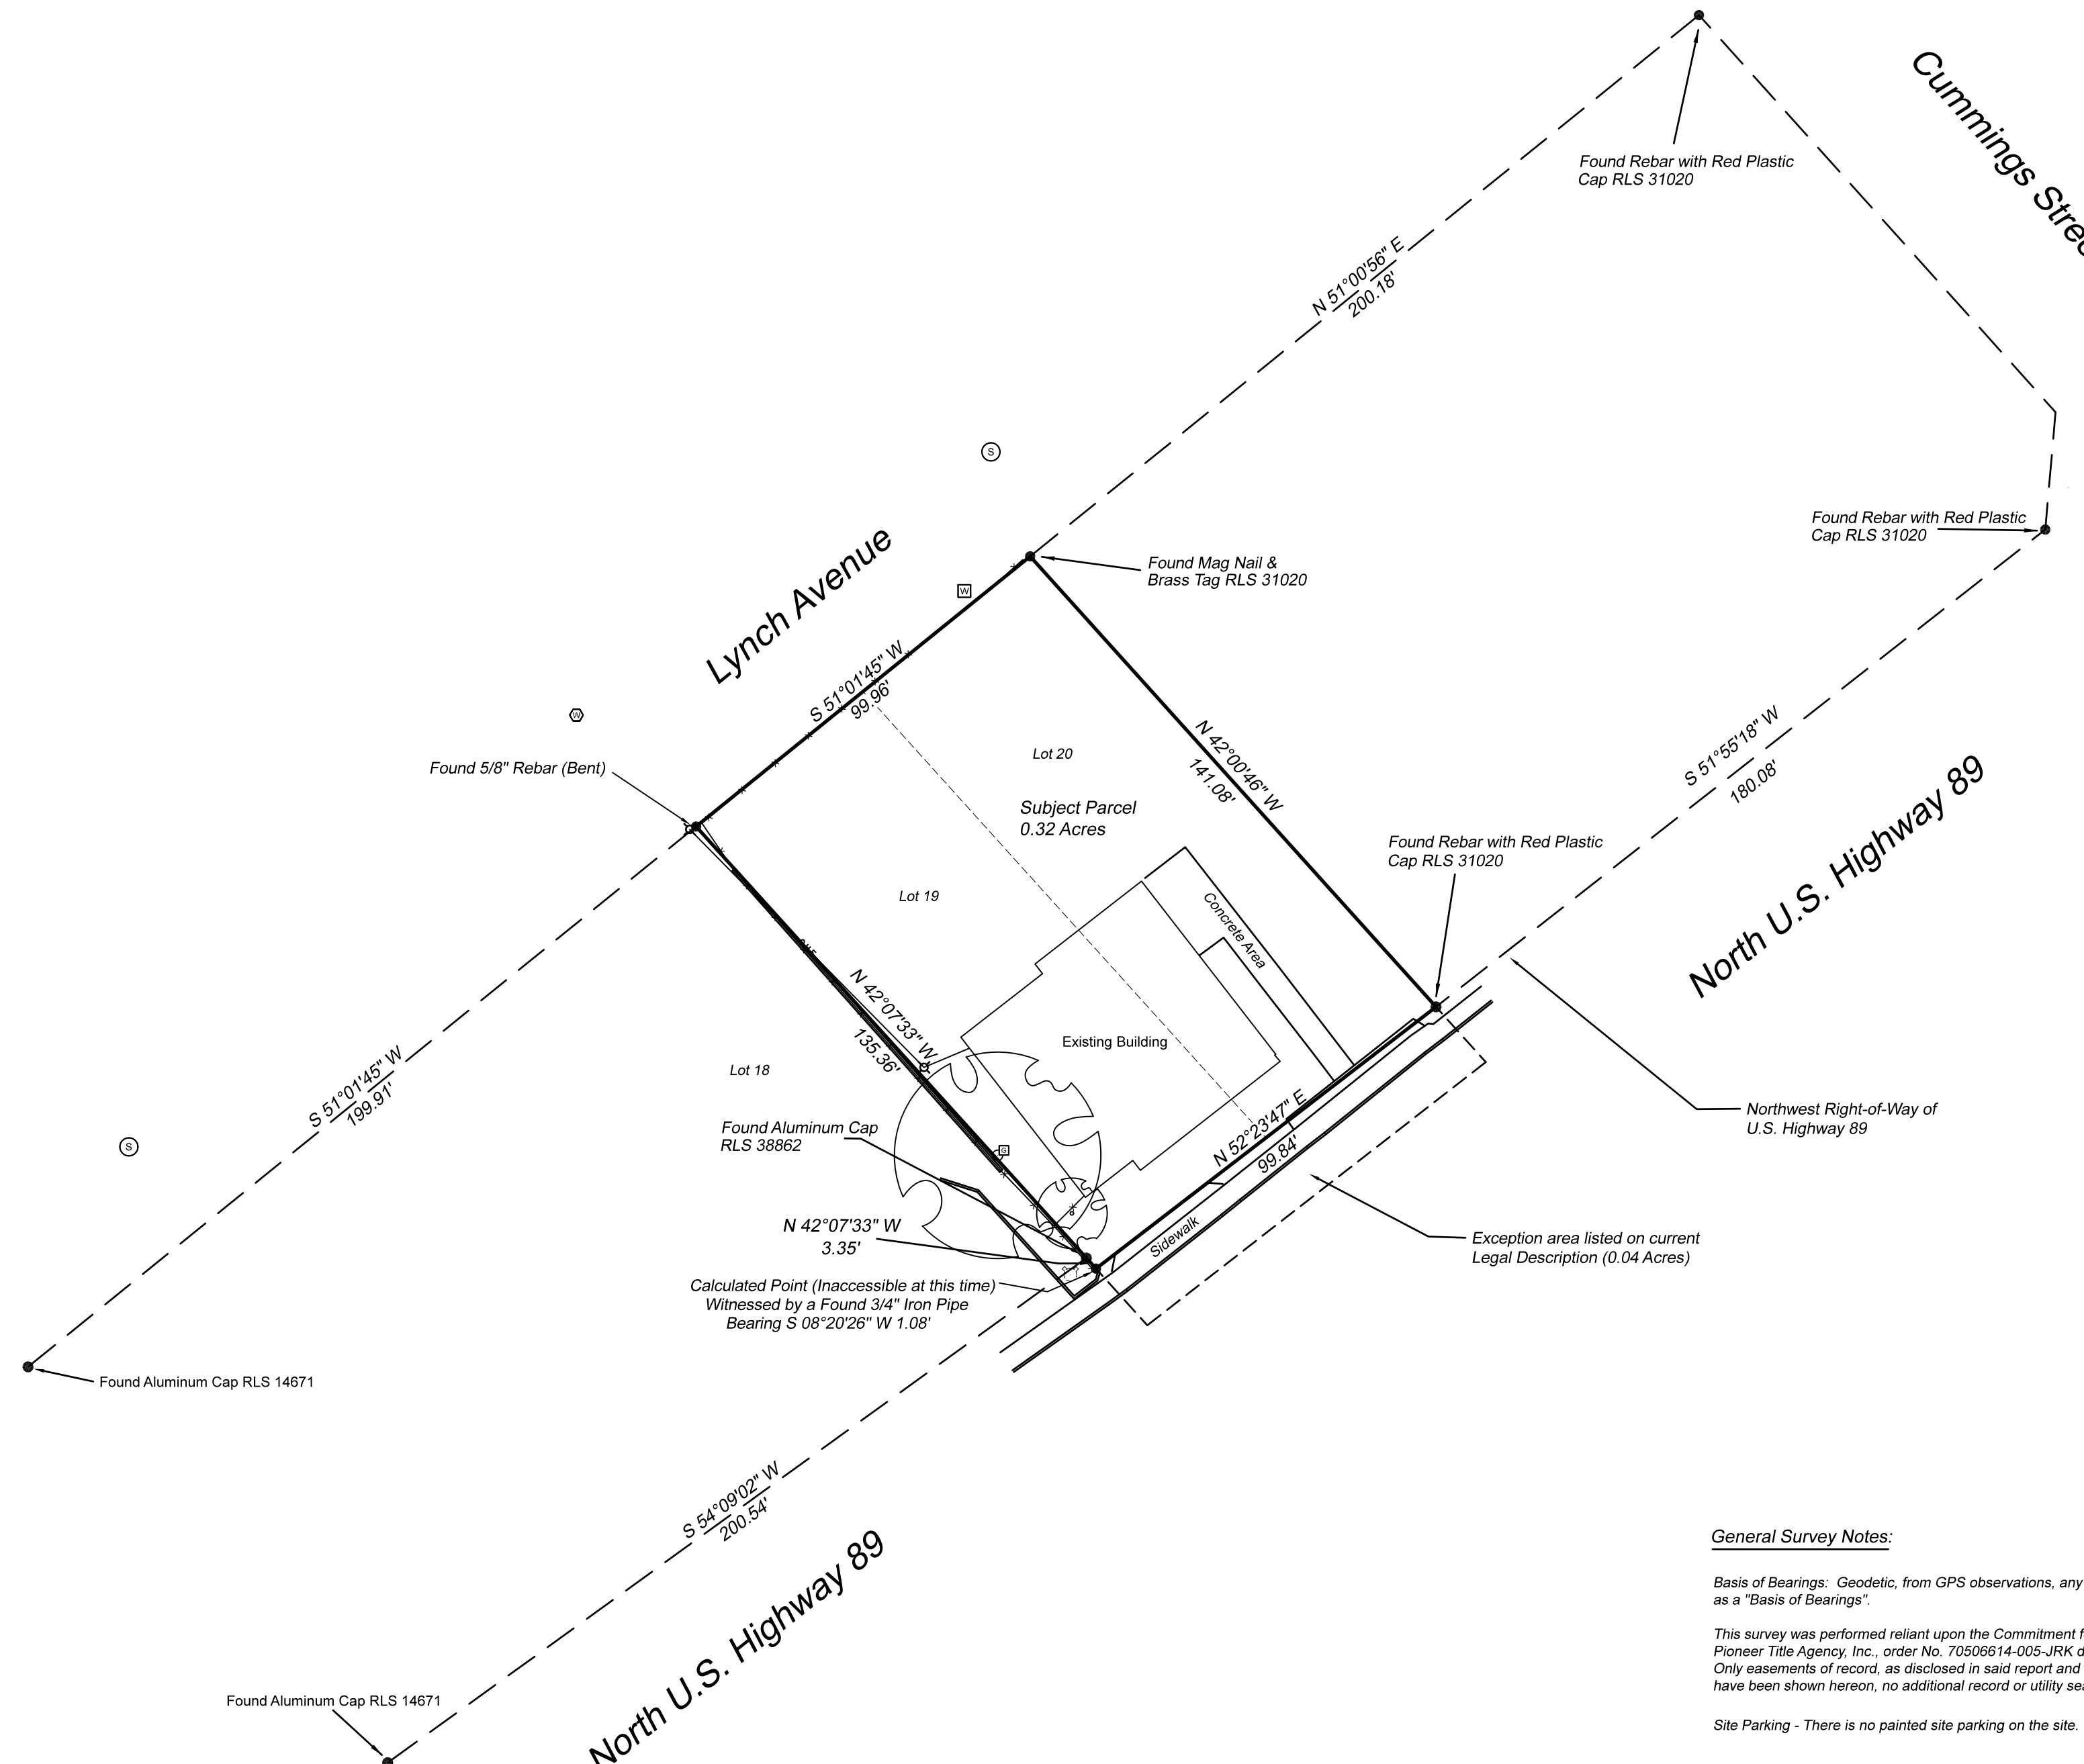 Cummings
Found Rebar with Red Plastic
Cap RLS 31020
N 51°00'56" E
200.18'
S
Found Rebar with Red Plastic
Cap RLS 31020
Lynch Avenue
Found Mag Nail &
Brass Tag RLS 31020
W
S 51°01'45" W
99.96'
W
Found 5/8" Rebar (Bent)
Lot 20
Subject Parcel
0.32 Acres
N 42°00'46" W
141.08'
S 51°55'18" W
180.08'
North U.S. Highway 89
Found Rebar with Red Plastic
Cap RLS 31020
Lot 19
Concrete Area
N 42°07'33" W
135.36'
Existing Building
Lot 18
S 51°01'45" W
199.91'
S
Found Aluminum Cap
RLS 38862
G
N 52°23'47" E
99.84'
Northwest Right-of-Way of
U.S. Highway 89
N 42°07'33" W
3.35'
Sidewalk
Exception area listed on current
Legal Description (0.04 Acres)
Calculated Point (Inaccessible at this time)
Witnessed by a Found 3/4" Iron Pipe
Bearing S 08°20'26" W 1.08'
Found Aluminum Cap RLS 14671
S 54°09'02" W
200.54'
North U.S. Highway 89
Found Aluminum Cap RLS 14671
General Survey Notes:
Basis of Bearings: Geodetic, from GPS observations, any
as a "Basis of Bearings".
This survey was performed reliant upon the Commitment
Pioneer Title Agency, Inc., order No. 70506614-005-JRK
Only easements of record, as disclosed in said report and
have been shown hereon, no additional record or utility
Site Parking - There is no painted site parking on the site.